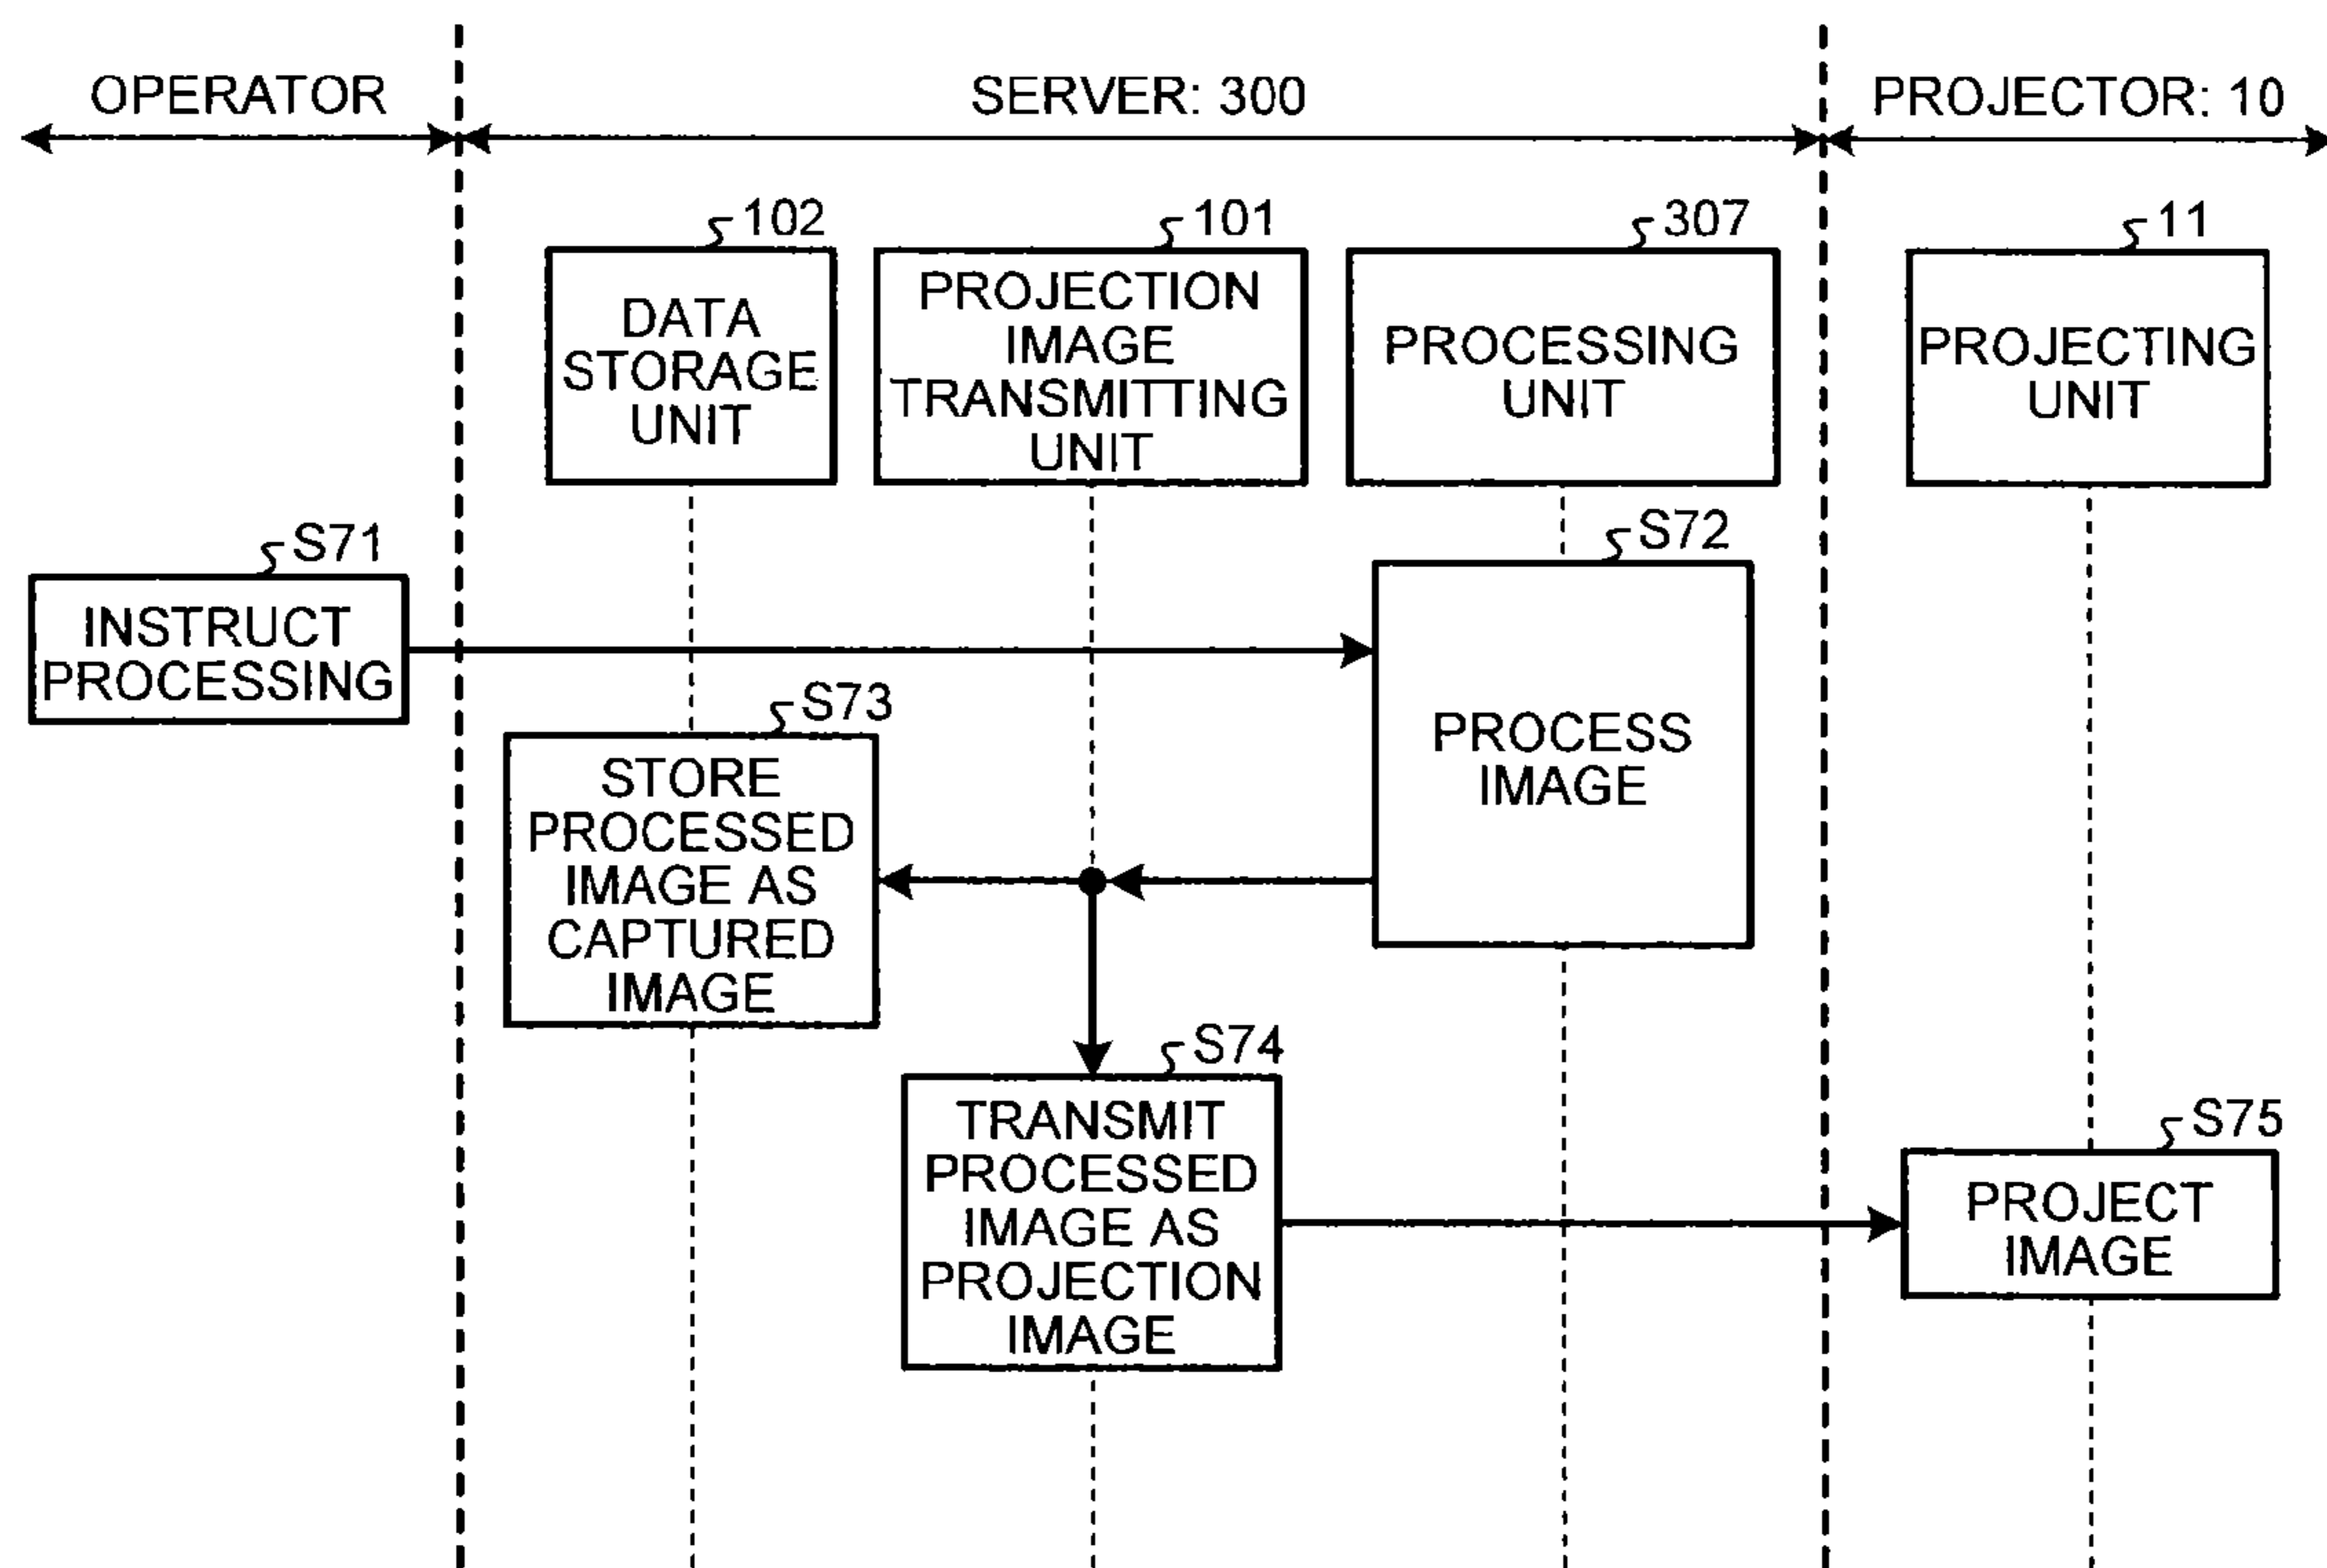 OPERATOR
SERVER: 300
PROJECTOR: 10
102
101
307
11
DATA
STORAGE
UNIT
PROJECTION
IMAGE
TRANSMITTING
UNIT
PROCESSING
UNIT
PROJECTING
UNIT
S71
INSTRUCT
PROCESSING
S72
PROCESS
IMAGE
S73
STORE
PROCESSED
IMAGE AS
CAPTURED
IMAGE
S74
TRANSMIT
PROCESSED
IMAGE AS
PROJECTION
IMAGE
S75
PROJECT
IMAGE